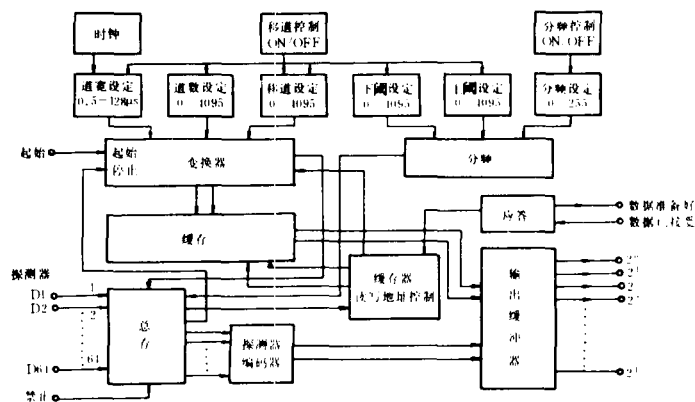 时钟
移道控制
ON/OFF
分频控制
ON/OFF
道宽设定
0.5－128μs
道数设定
0 4095
移道设定
0 4095
下阈设定
0 4095
上阈设定
0 4095
设定
0 255
起始
起始
停止
变换器
分
缓存
应答
数据准备好
数据已接受
探测器
D1
1
D2
2
D64
64
禁止
总
存
探测器
编码器
缓存器
地址控制
输
出
缓
冲
器